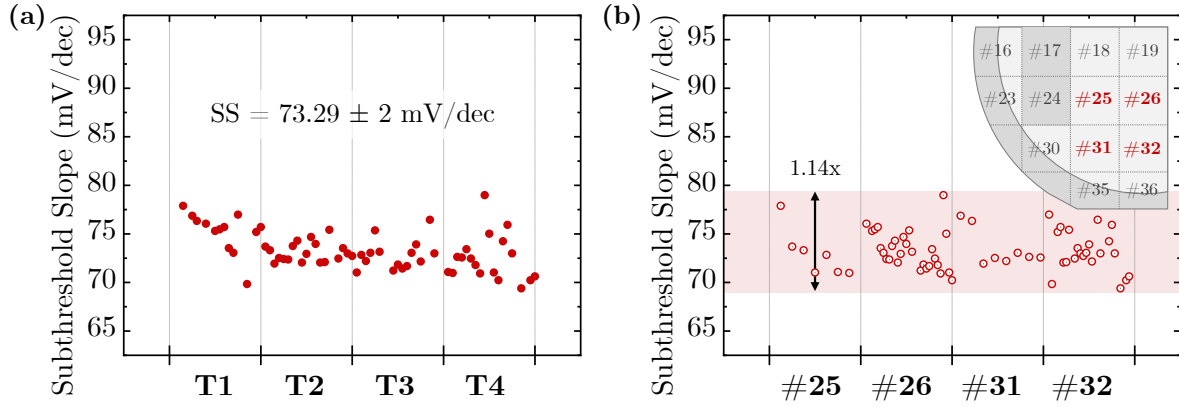 (a)
Subthreshold Slope (mV/dec)
95
90
85
80
75
70
65
SS = 73.29 ± 2 mV/dec
T1 T2 T3 T4
(b)
Subthreshold Slope (mV/dec)
95
90
85
80
75
70
65
1.14x
#16 #17 #18 #19
#23 #24 #25 #26
#30 #31 #32
#35 #36
#25 #26 #31 #32